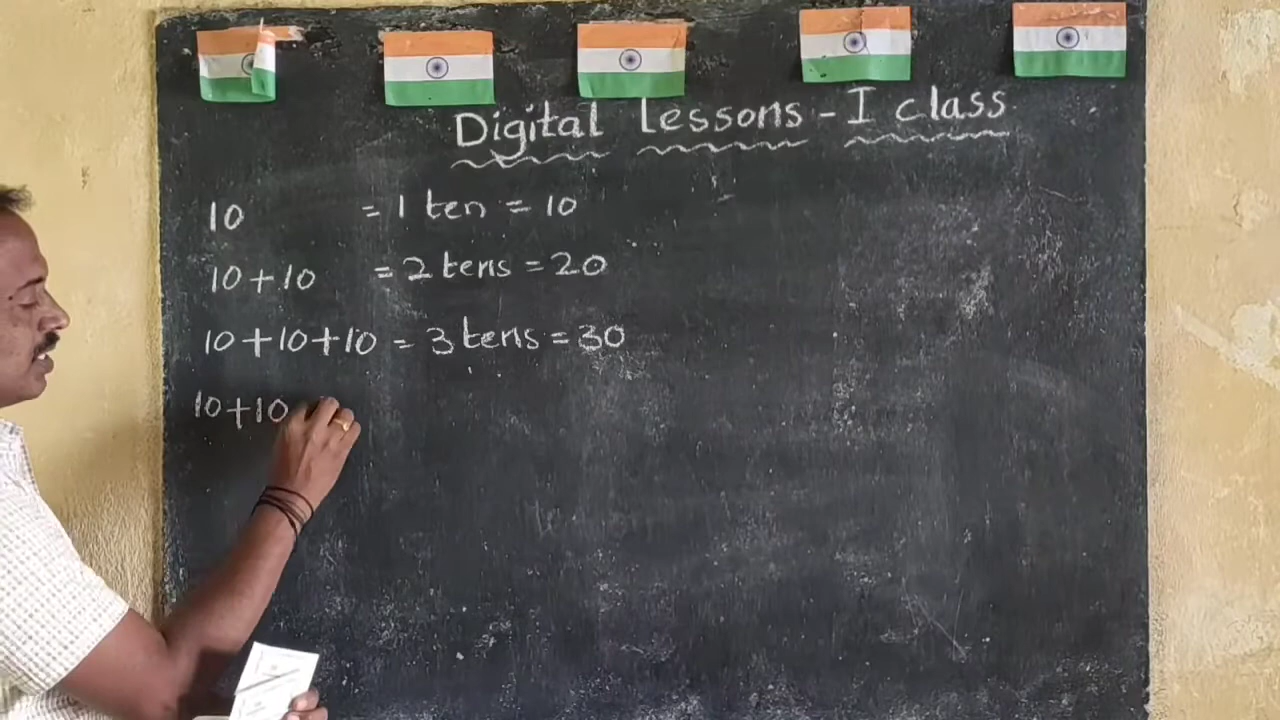 Digital Lessons - I class
10 = 1 ten = 10
10 + 10 = 2 tens = 20
10 + 10 + 10 = 3 tens = 30
10 + 10